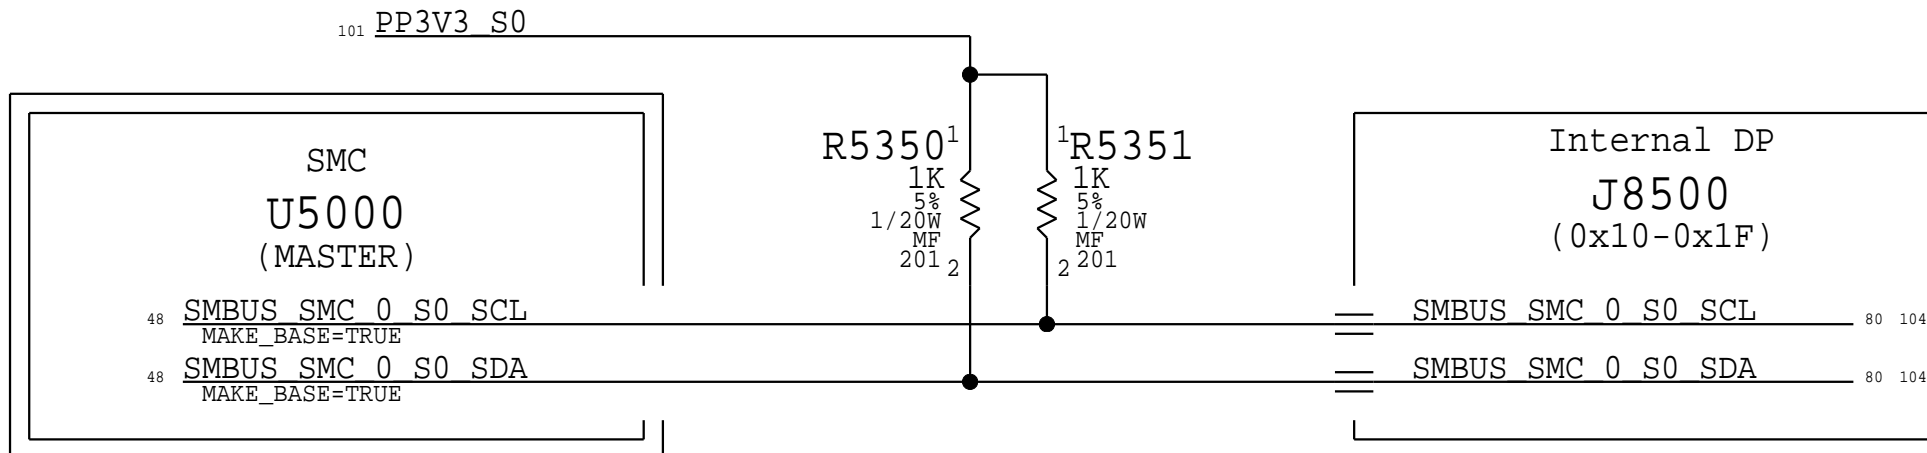 101 PP3V3_S0
SMC
U5000
(MASTER)
48 SMBUS_SMC_0_S0_SCL
MAKE_BASE=TRUE
48 SMBUS_SMC_0_S0_SDA
MAKE_BASE=TRUE
R5350 1
1K
5%
1/20W
MF
201 2
1 R5351
1K
5%
1/20W
MF
2 201
Internal DP
J8500
(0x10-0x1F)
SMBUS_SMC_0_S0_SCL 80 104
SMBUS_SMC_0_S0_SDA 80 104